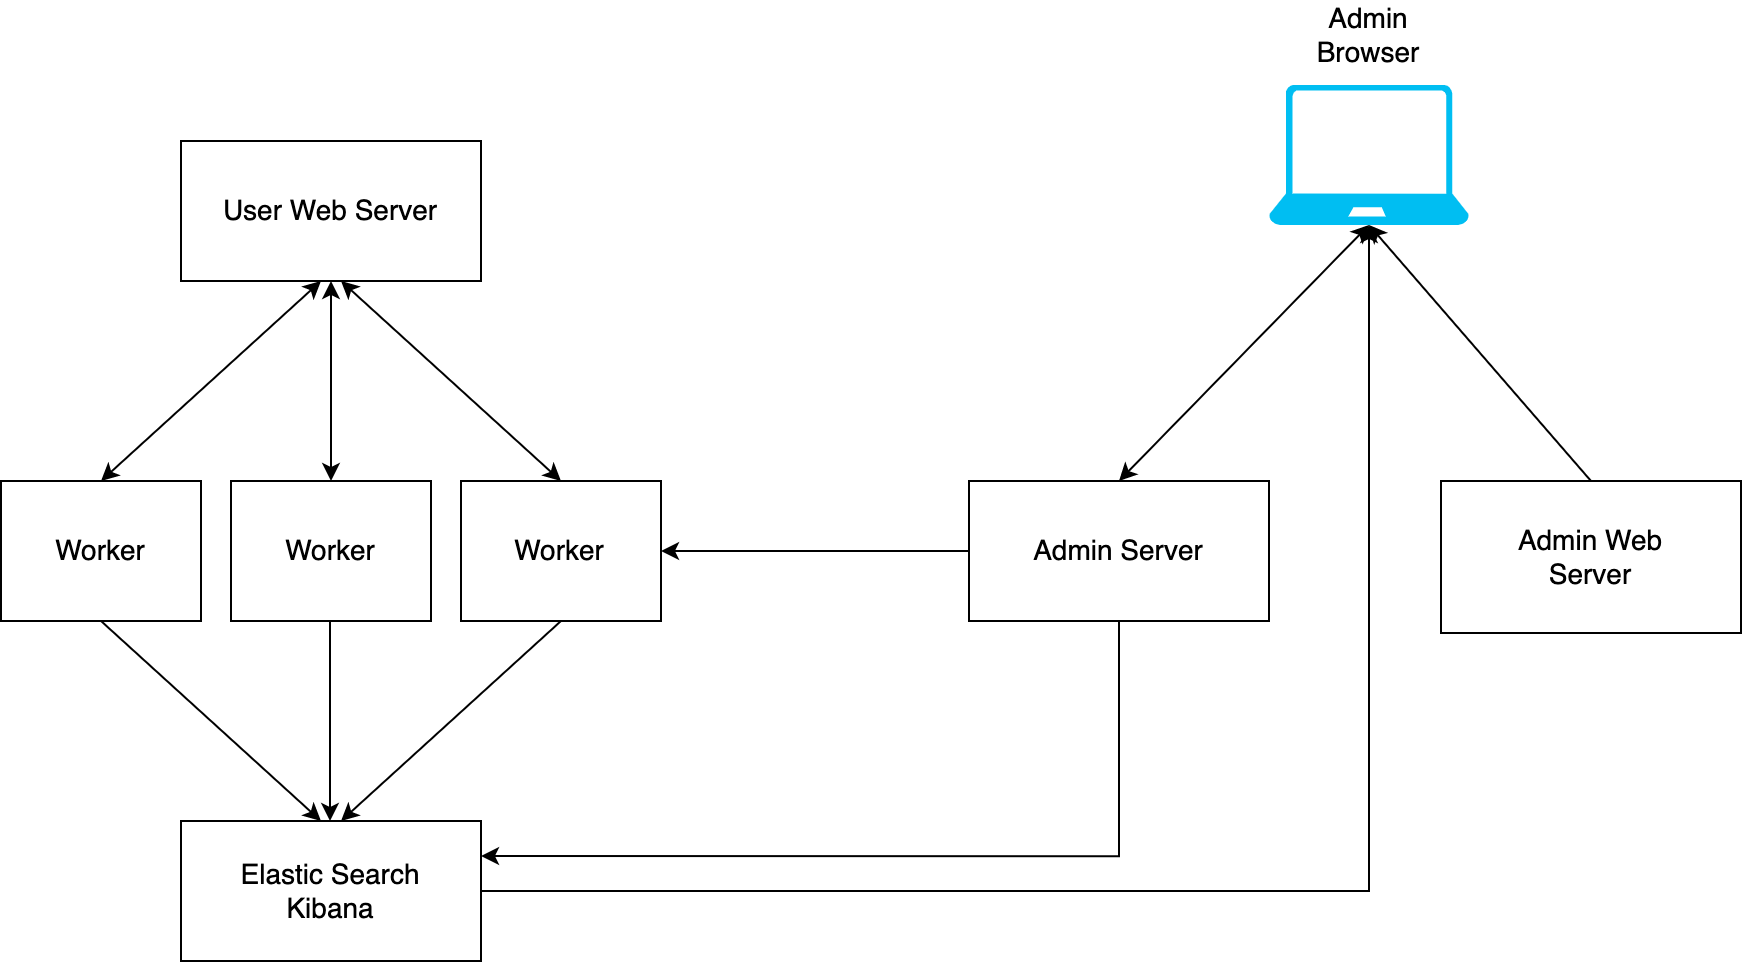 Admin
Browser
User Web Server
Worker
Worker
Worker
Admin Server
Admin Web
Server
Elastic Search
Kibana